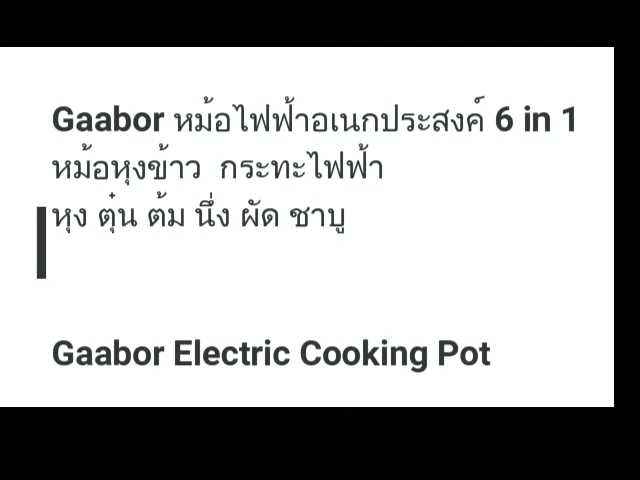 Gaabor หม้อไฟฟ้าอเนกประสงค์ 6 in 1
หม้อหุงข้าว กระทะไฟฟ้า
หุง ตุ๋น ต้ม นึ่ง ผัด ชาบู
Gaabor Electric Cooking Pot